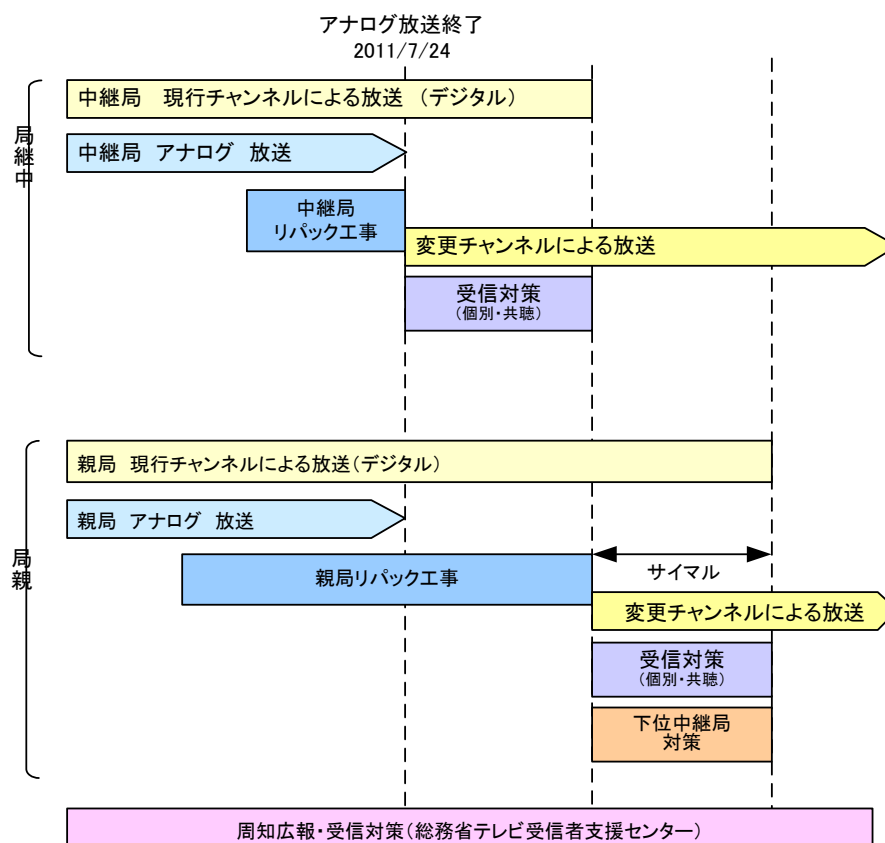 アナログ放送終了
2011/7/24
中継局　現行チャンネルによる放送　（デジタル）
局継中
中継局　アナログ　放送
中継局
リパック工事
変更チャンネルによる放送
受信対策
（個別・共聴）
親局　現行チャンネルによる放送（デジタル）
親局　アナログ　放送
局親
親局リパック工事
サイマル
変更チャンネルによる放送
受信対策
（個別・共聴）
下位中継局
対策
周知広報・受信対策（総務省テレビ受信者支援センター）